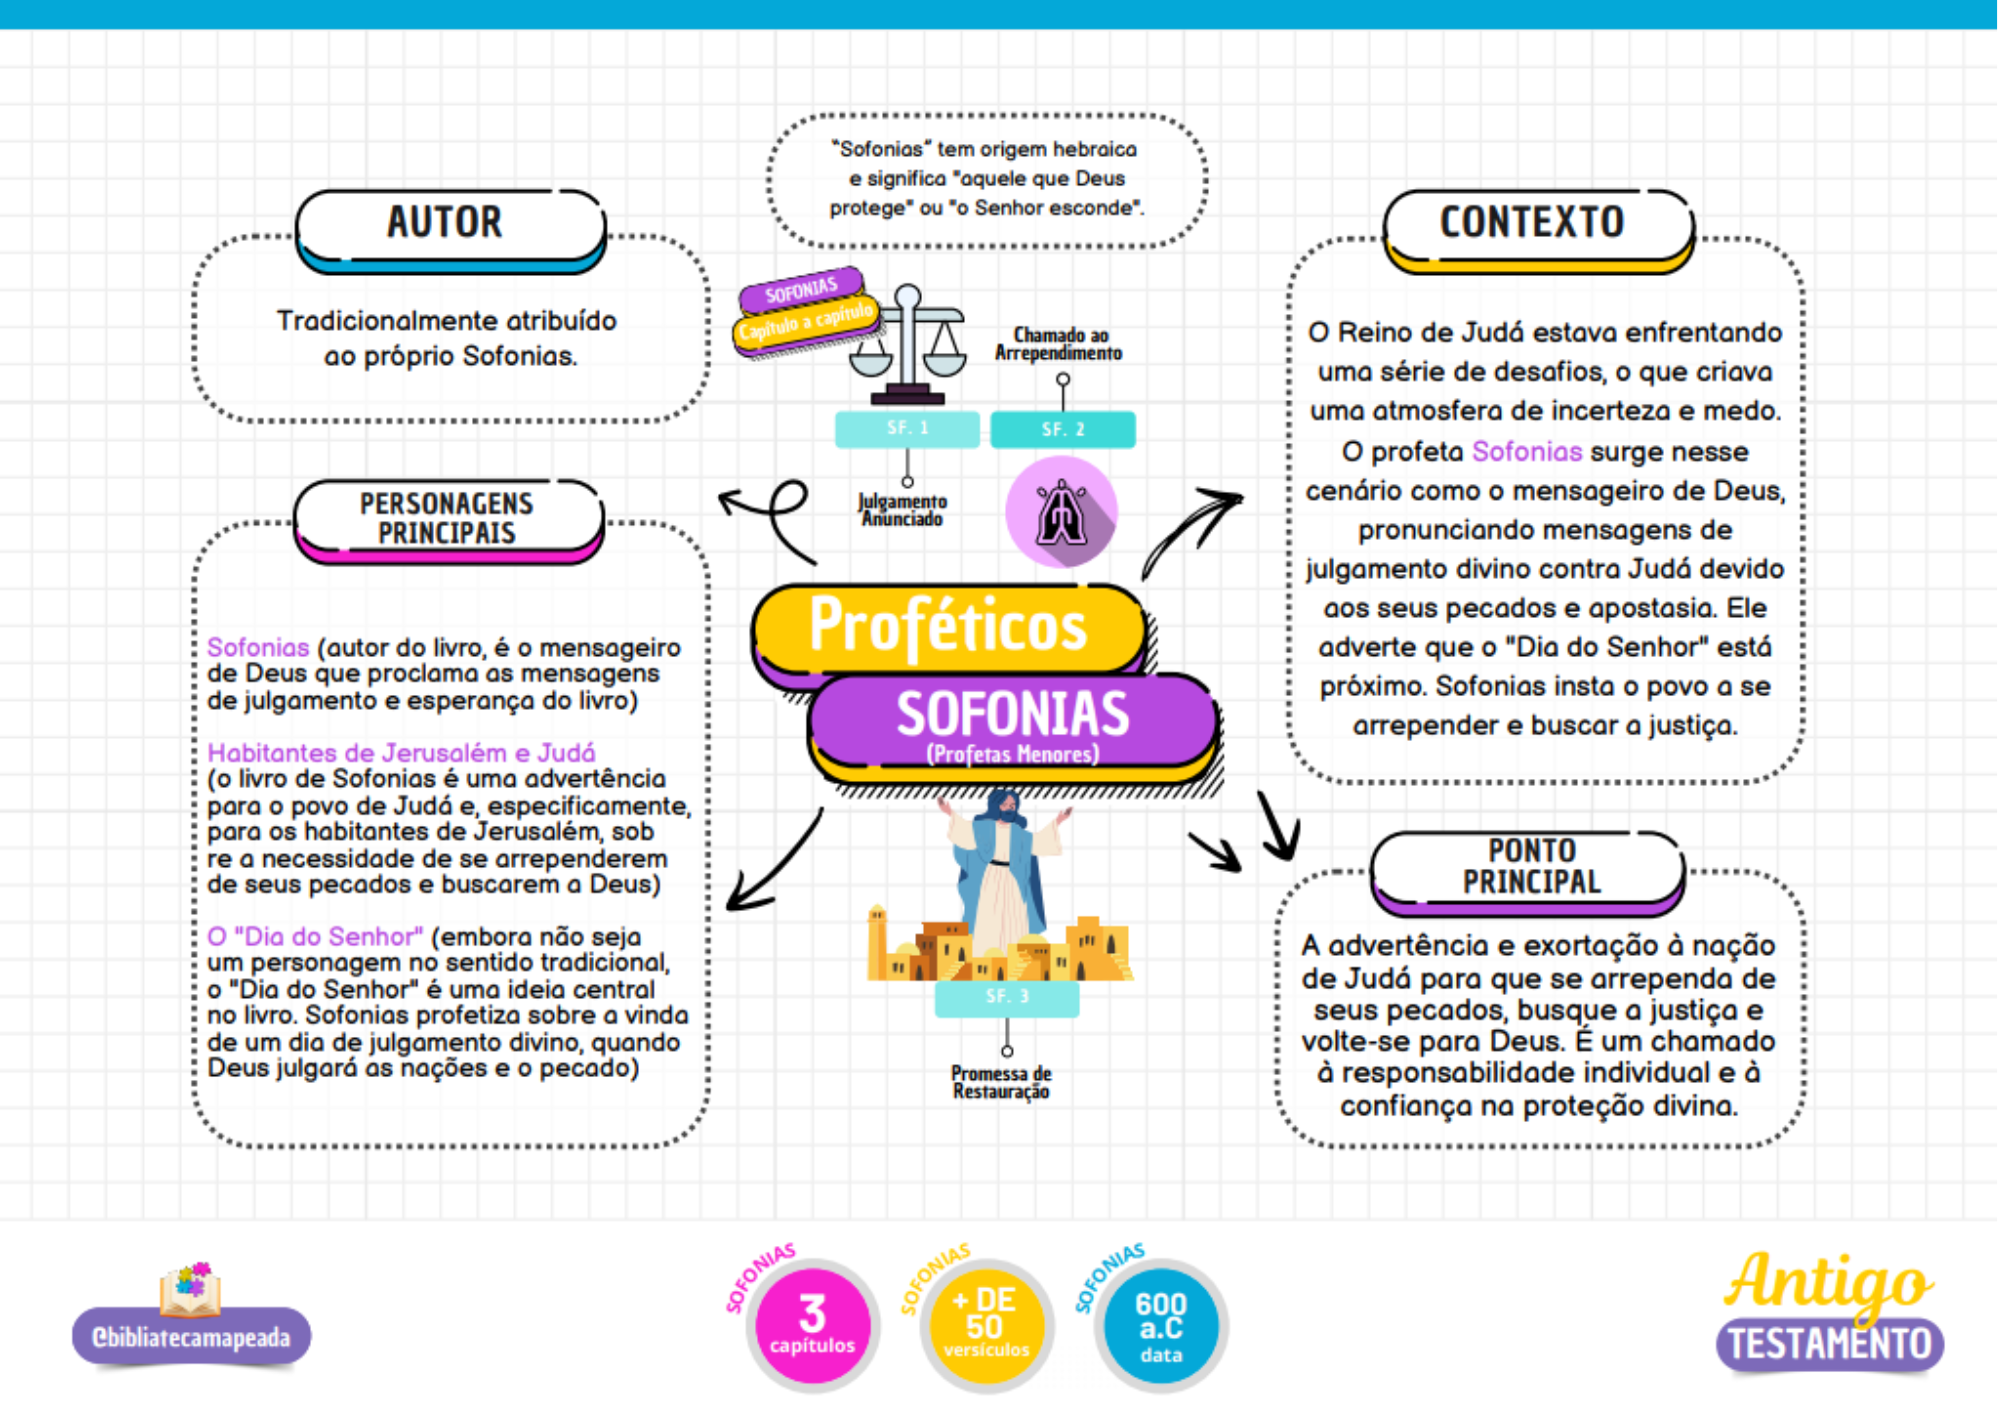 "Sofonias" tem origem hebraica
e significa "aquele que Deus
protege" ou "o Senhor esconde".
AUTOR
Tradicionalmente atribuído
ao próprio Sofonias.
PERSONAGENS
PRINCIPAIS
Sofonias (autor do livro, é o mensageiro
de Deus que proclama as mensagens
de julgamento e esperança do livro)
Habitantes de Jerusalém e Judá
(o livro de Sofonias é uma advertência
para o povo de Judá e, especificamente,
para os habitantes de Jerusalém, sob
re a necessidade de se arrependerem
de seus pecados e buscarem a Deus)
O "Dia do Senhor" (embora não seja
um personagem no sentido tradicional,
o "Dia do Senhor" é uma ideia central
no livro. Sofonias profetiza sobre a vinda
de um dia de julgamento divino, quando
Deus julgará as nações e o pecado)
SOFONIAS
Capítulo a capítulo
Chamado ao
Arrependimento
SF. 1
SF. 2
Julgamento
Anunciado
Proféticos
SOFONIAS
(Profetas Menores)
SF. 3
Promessa de
Restauração
CONTEXTO
O Reino de Judá estava enfrentando
uma série de desafios, o que criava
uma atmosfera de incerteza e medo.
O profeta Sofonias surge nesse
cenário como o mensageiro de Deus,
pronunciando mensagens de
julgamento divino contra Judá devido
aos seus pecados e apostasia. Ele
adverte que o "Dia do Senhor" está
próximo. Sofonias insta o povo a se
arrepender e buscar a justiça.
PONTO
PRINCIPAL
A advertência e exortação à nação
de Judá para que se arrependa de
seus pecados, busque a justiça e
volte-se para Deus. É um chamado
à responsabilidade individual e à
confiança na proteção divina.
@bibliatecamapeada
SOFONIAS
3
capítulos
SOFONIAS
+ DE
50
versículos
SOFONIAS
600
a.C
data
Antigo
TESTAMENTO